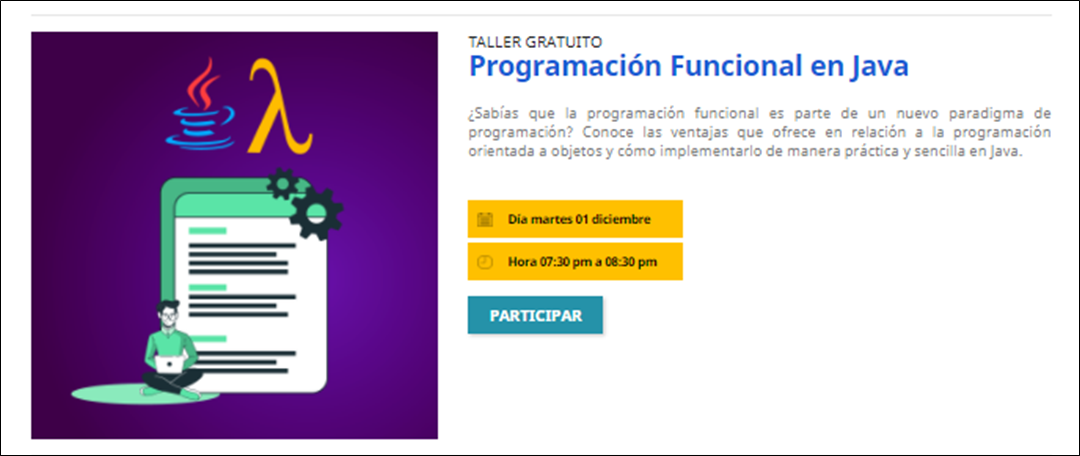 TALLER GRATUITO
Programación Funcional en Java
¿Sabías que la programación funcional es parte de un nuevo paradigma de
programación? Conoce las ventajas que ofrece en relación a la programación
orientada a objetos y cómo implementarlo de manera práctica y sencilla en Java.
Día martes 01 diciembre
Hora 07:30 pm a 08:30 pm
PARTICIPAR
λ